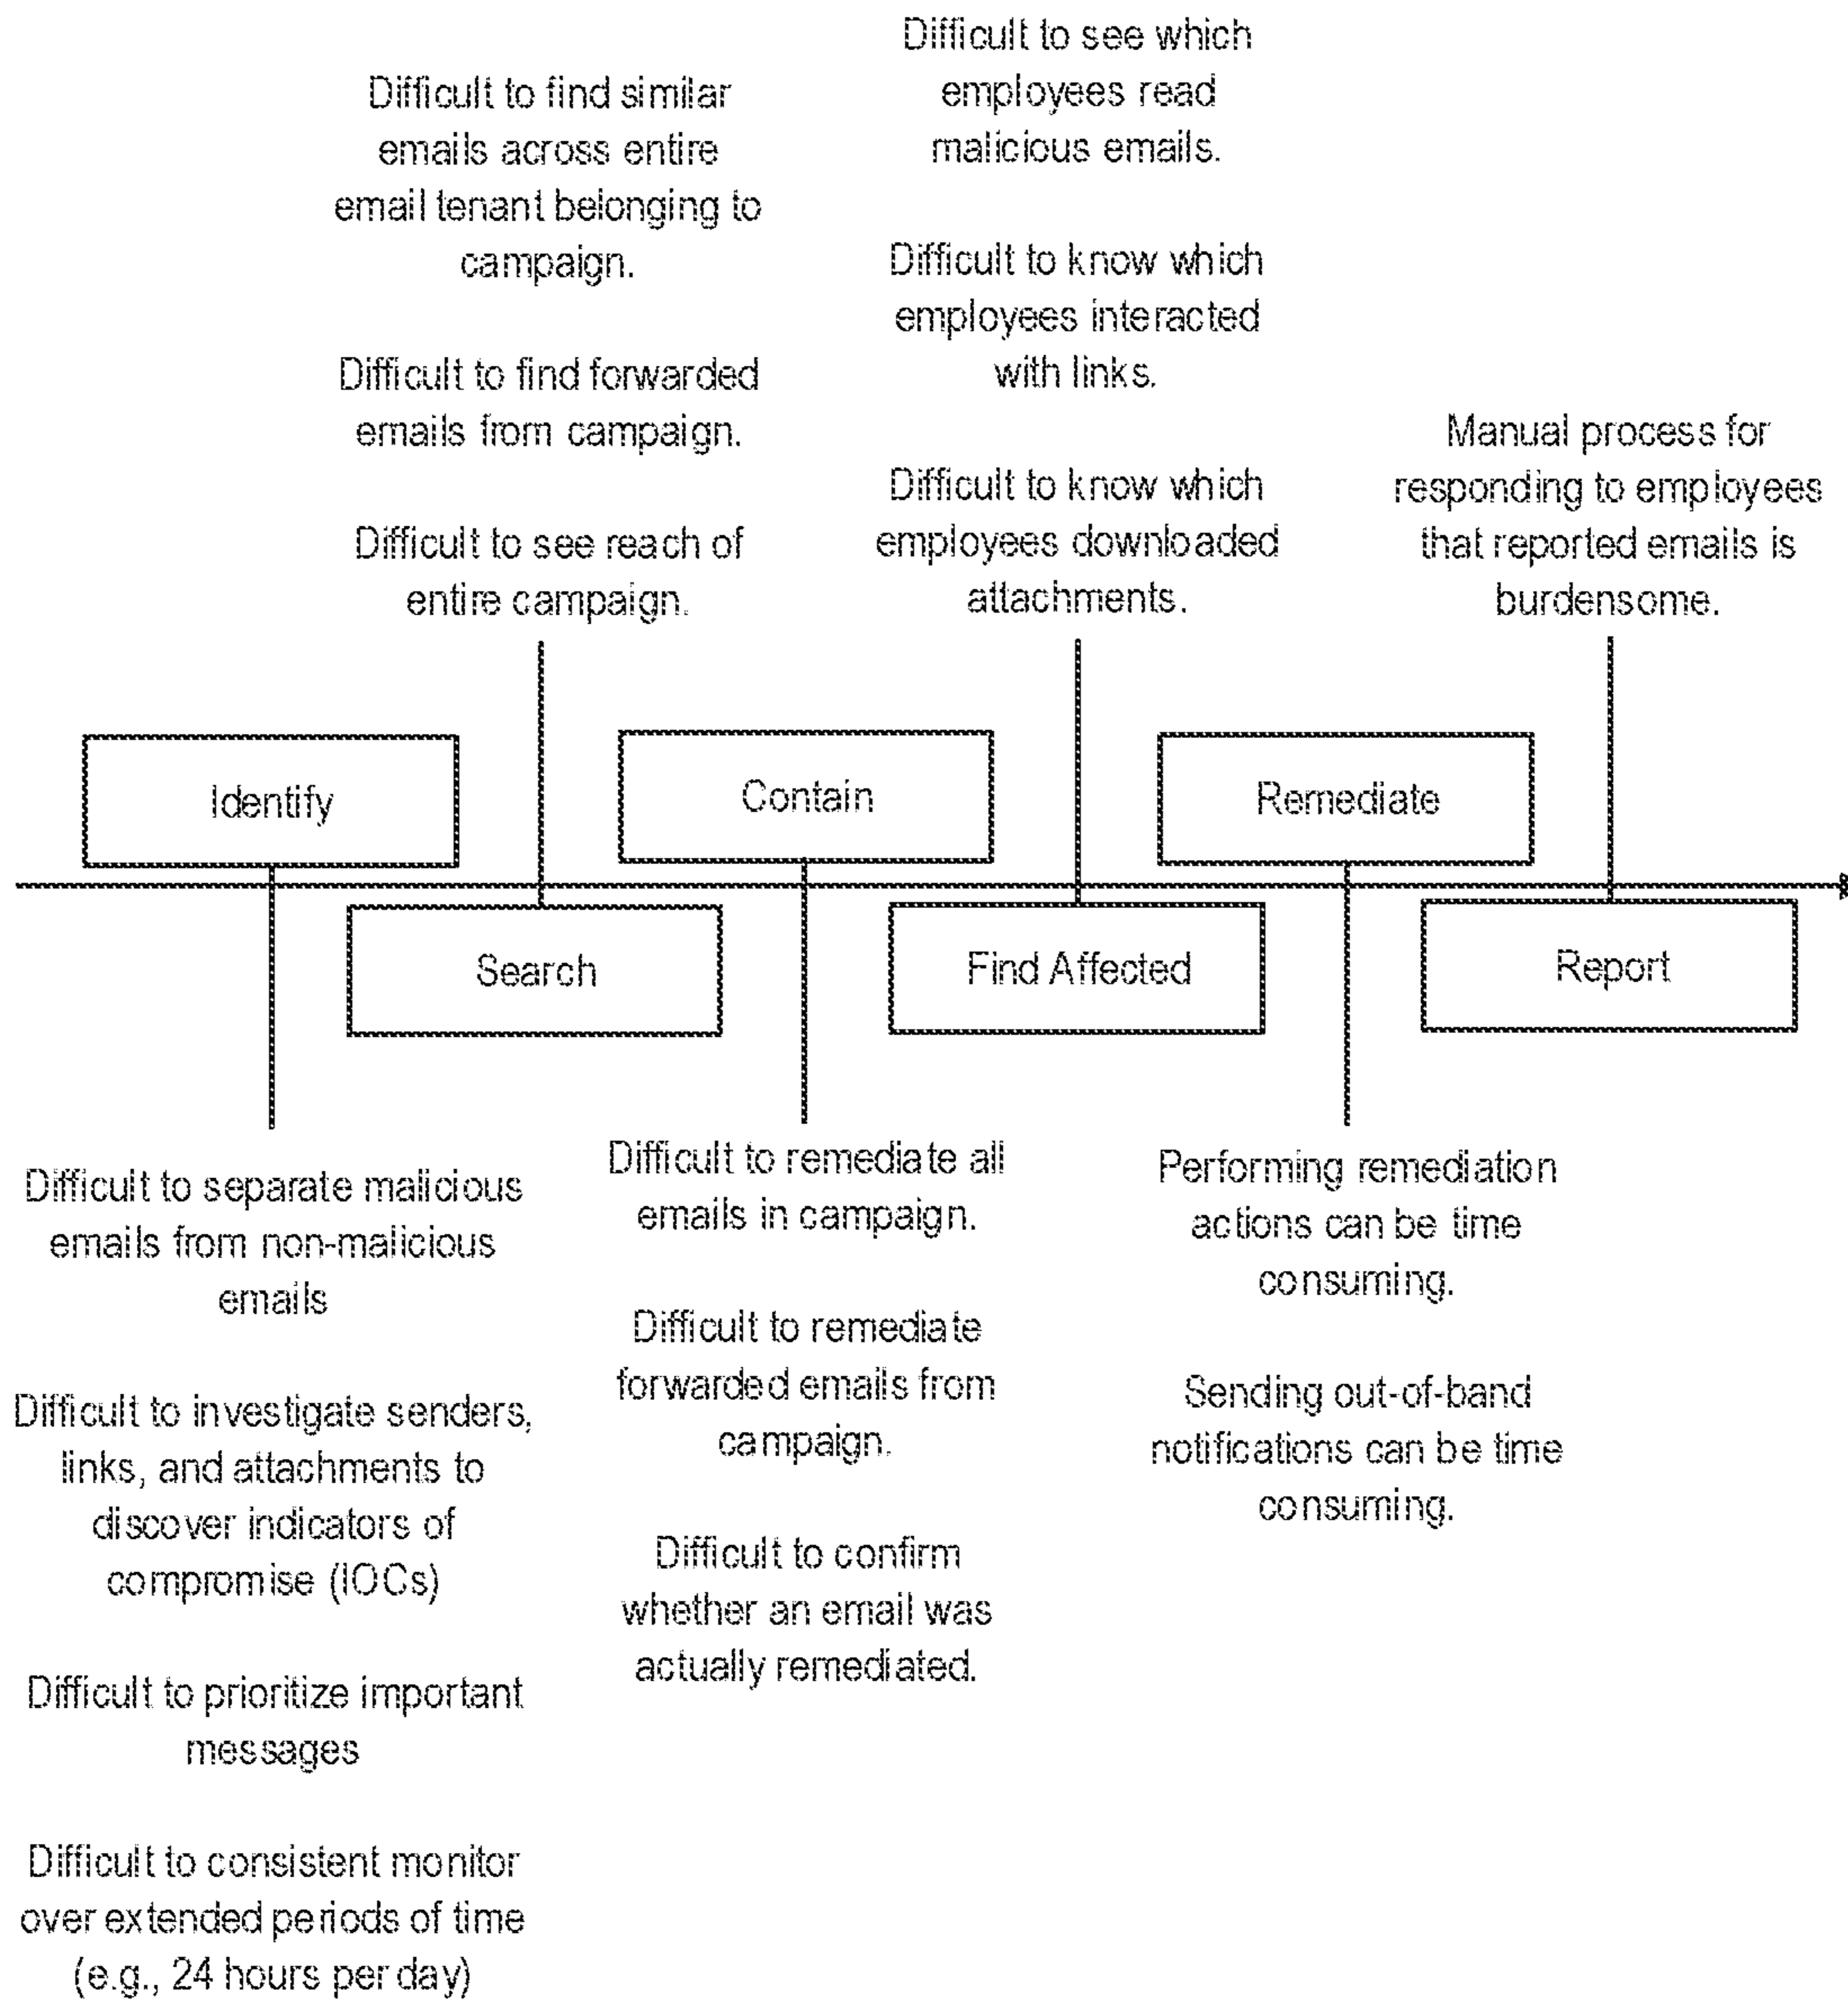 Difficult to find similar
emails across entire
email tenant belonging to
campaign.
Difficult to find forwarded
emails from campaign.
Difficult to see reach of
entire campaign.
Difficult to see which
employees read
malicious emails.
Difficult to know which
employees interacted
with links.
Difficult to know which
employees downloaded
attachments.
Manual process for
responding to employees
that reported emails is
burdensome.
Identify
Contain
Remediate
Search
Find Affected
Report
Difficult to separate malicious
emails from non-malicious
emails
Difficult to investigate senders,
links, and attachments to
discover indicators of
compromise (IOCs)
Difficult to prioritize important
messages
Difficult to consistent monitor
over extended periods of time
(e.g., 24 hours per day)
Difficult to remediate all
emails in campaign.
Difficult to remediate
forwarded emails from
campaign.
Difficult to confirm
whether an email was
actually remediated.
Performing remediation
actions can be time
consuming.
Sending out-of-band
notifications can be time
consuming.